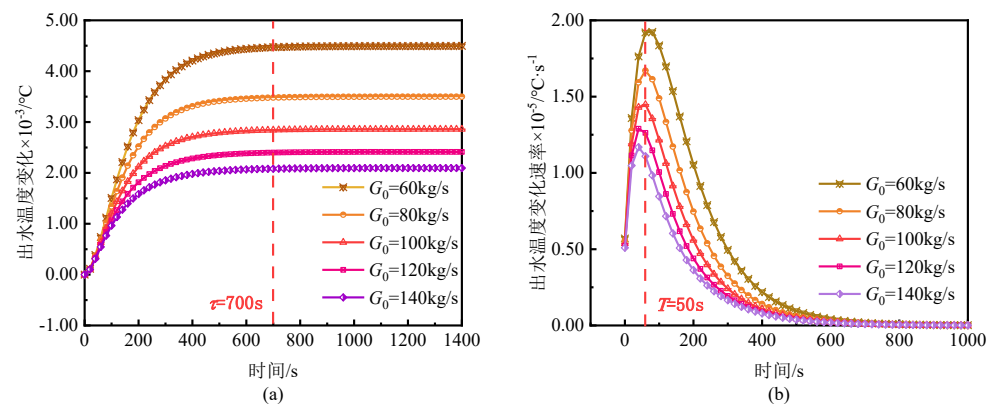 5.00
4.00
3.00
2.00
1.00
0.00
-1.00
出水温度变化×10⁻³/°C
G₀=60kg/s
G₀=80kg/s
G₀=100kg/s
G₀=120kg/s
G₀=140kg/s
τ=700s
0 200 400 600 800 1000 1200 1400
时间/s
(a)
2.00
1.50
1.00
0.50
0.00
出水温度变化速率×10⁻⁵/°C·s⁻¹
G₀=60kg/s
G₀=80kg/s
G₀=100kg/s
G₀=120kg/s
G₀=140kg/s
T=50s
0 200 400 600 800 1000
时间/s
(b)